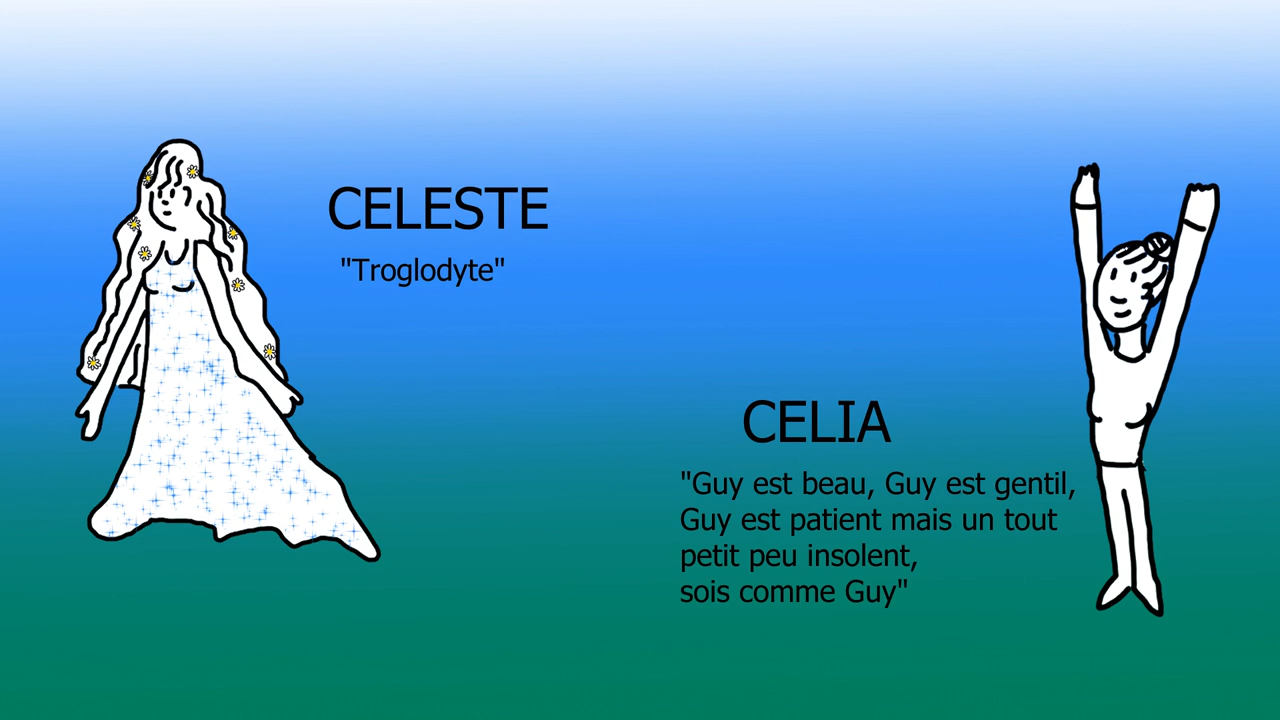 CELESTE
"Troglodyte"
CELIA
"Guy est beau, Guy est gentil,
Guy est patient mais un tout
petit peu insolent,
sois comme Guy"